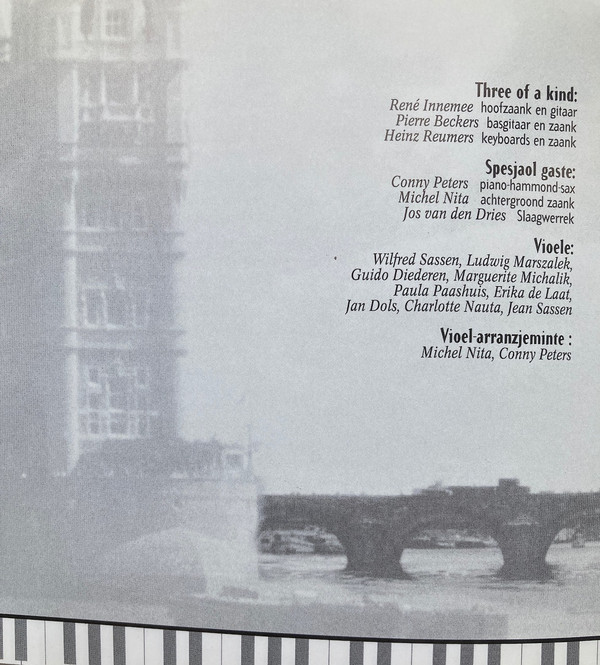 Three of a kind:
René Innemee hoofzaank en gitaar
Pierre Beckers basgitaar en zaank
Heinz Reumers keyboards en zaank
Spesjaol gaste:
Conny Peters piano-hammond-sax
Michel Nita achtergroond zaank
Jos van den Dries Slaagwerrek
Vioele:
Wilfred Sassen, Ludwig Marszalek,
Guido Diederen, Marguerite Michalik,
Paula Paashuis, Erika de Laat,
Jan Dols, Charlotte Nauta, Jean Sassen
Vioel-arranzjeminte :
Michel Nita, Conny Peters